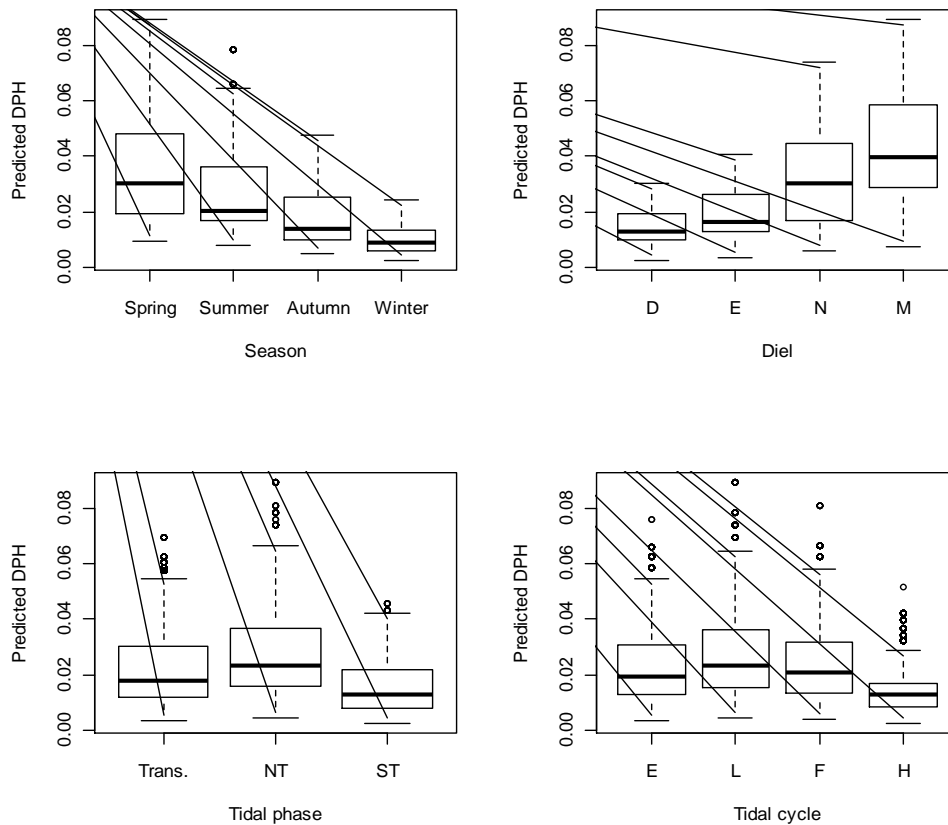 Predicted DPH
0.00 0.02 0.04 0.06 0.08
Spring Summer Autumn Winter
Season
Predicted DPH
0.00 0.02 0.04 0.06 0.08
D E N M
Diel
Predicted DPH
0.00 0.02 0.04 0.06 0.08
Trans. NT ST
Tidal phase
Predicted DPH
0.00 0.02 0.04 0.06 0.08
E L F H
Tidal cycle